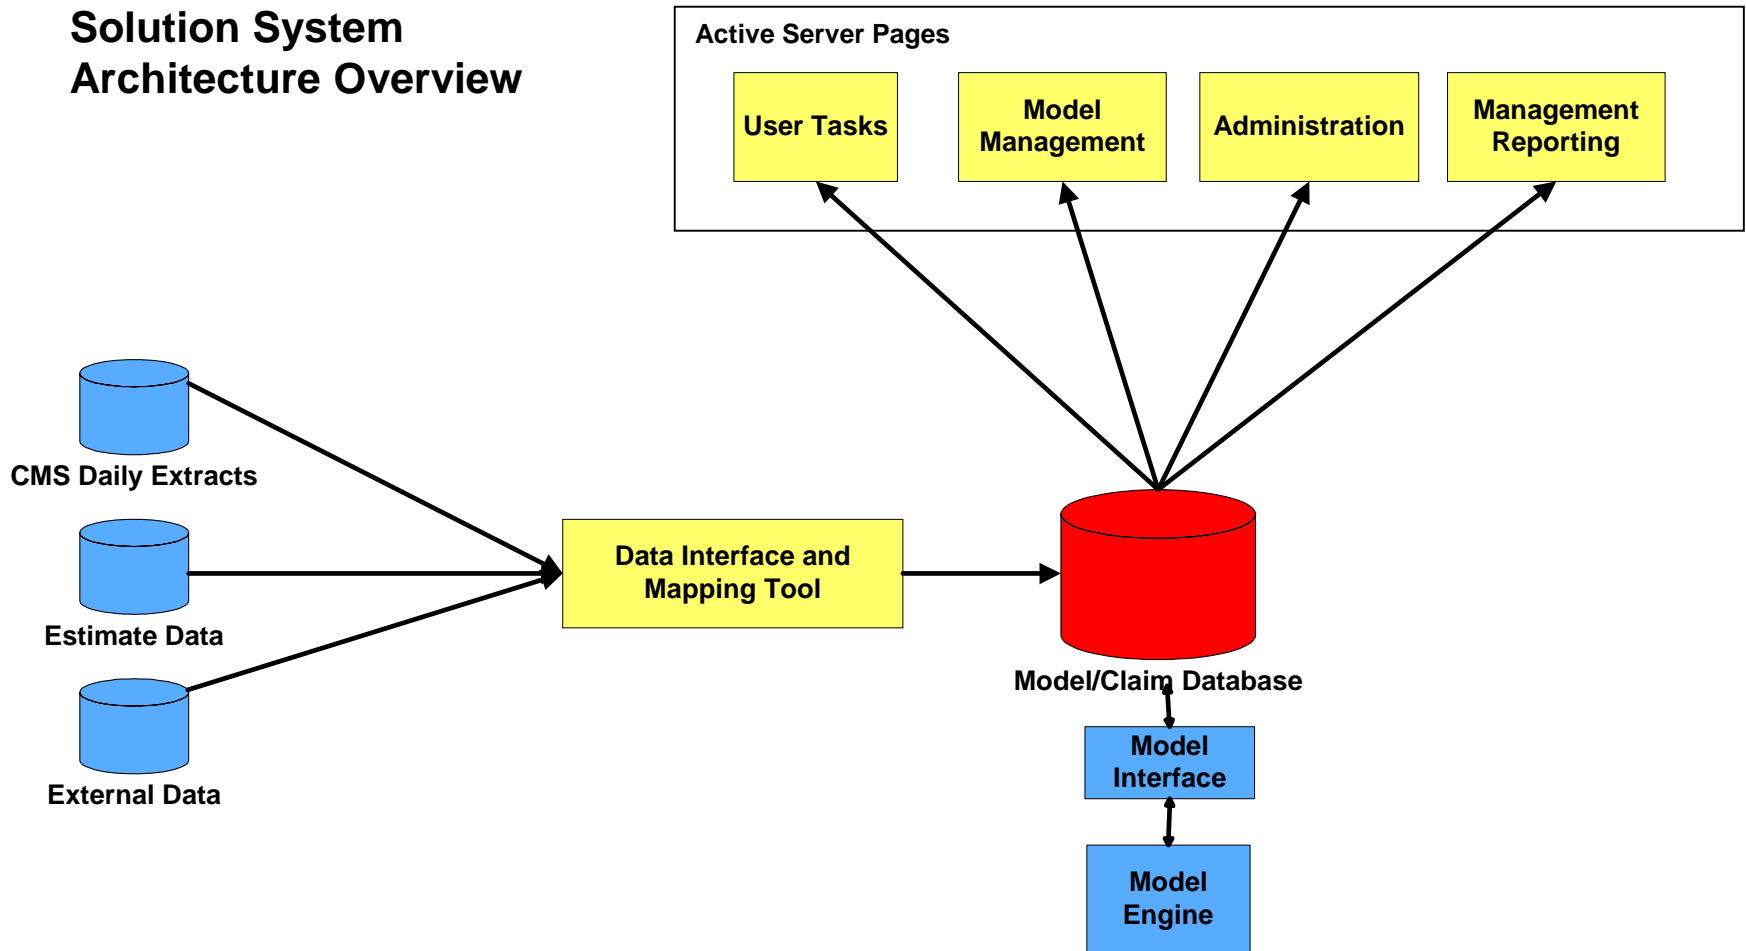 Solution System
Architecture Overview
Active Server Pages
User Tasks
Model
Management
Administration
Management
Reporting
CMS Daily Extracts
Data Interface and
Mapping Tool
Estimate Data
Model/Claim Database
External Data
Model
Interface
Model
Engine